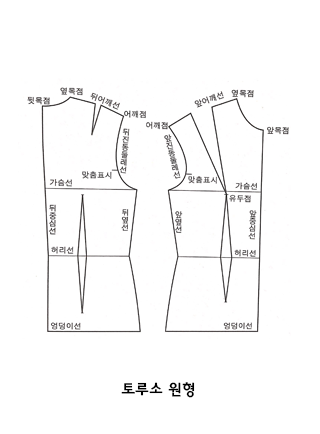 옆목점
뒷목점
뒤어깨선
어깨점
뒤진동둘레선
맞춤표시
가슴선
뒤중심선
뒤옆선
허리선
엉덩이선
앞어깨선
옆목점
어깨점
앞목점
앞진동둘레선
맞춤표시
가슴선
유두점
앞옆선
앞중심선
허리선
엉덩이선
토루소 원형